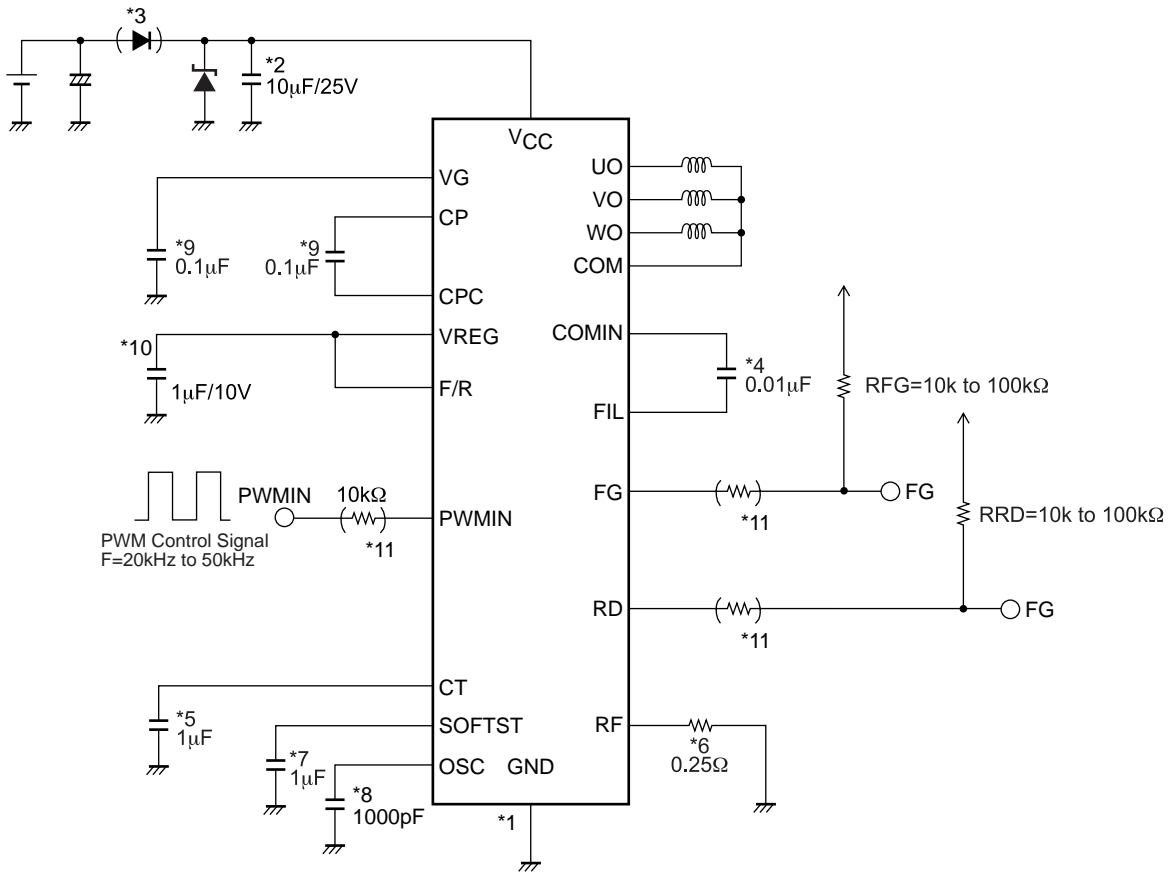 *3
*2
10μF/25V
VCC
VG
CP
*9
0.1μF
*9
0.1μF
CPC
VREG
*10
1μF/10V
F/R
PWMIN
10kΩ
PWMIN
*11
PWM Control Signal
F=20kHz to 50kHz
CT
*5
1μF
SOFTST
*7
1μF
OSC
GND
*8
1000pF
*1
UO
VO
WO
COM
COMIN
*4
0.01μF
FIL
RFG=10k to 100kΩ
FG
*11
FG
RRD=10k to 100kΩ
RD
*11
FG
RF
*6
0.25Ω